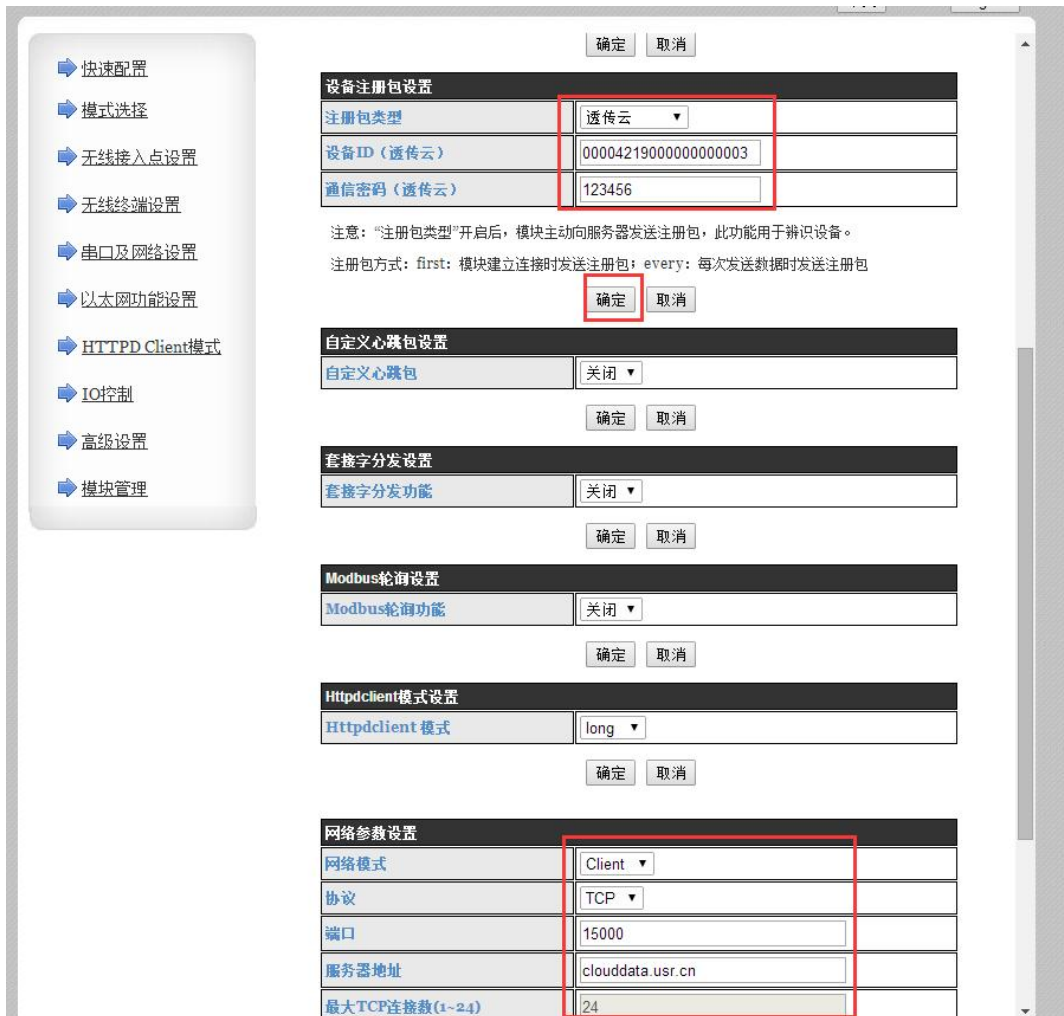 确定 取消
快速配置
模式选择
无线接入点设置
无线终端设置
串口及网络设置
以太网功能设置
HTTPD Client模式
IO控制
高级设置
模块管理
设备注册包设置
注册包类型 透传云
设备ID（透传云） 00004219000000000003
通信密码（透传云） 123456
注意：“注册包类型”开启后，模块主动向服务器发送注册包，此功能用于辨识设备。
注册包方式：first：模块建立连接时发送注册包；every：每次发送数据时发送注册包
确定 取消
自定义心跳包设置
自定义心跳包 关闭
确定 取消
套接字分发设置
套接字分发功能 关闭
确定 取消
Modbus轮询设置
Modbus轮询功能 关闭
确定 取消
Httpdclient模式设置
Httpdclient 模式 long
确定 取消
网络参数设置
网络模式 Client
协议 TCP
端口 15000
服务器地址 clouddata.usr.cn
最大TCP连接数(1~24) 24